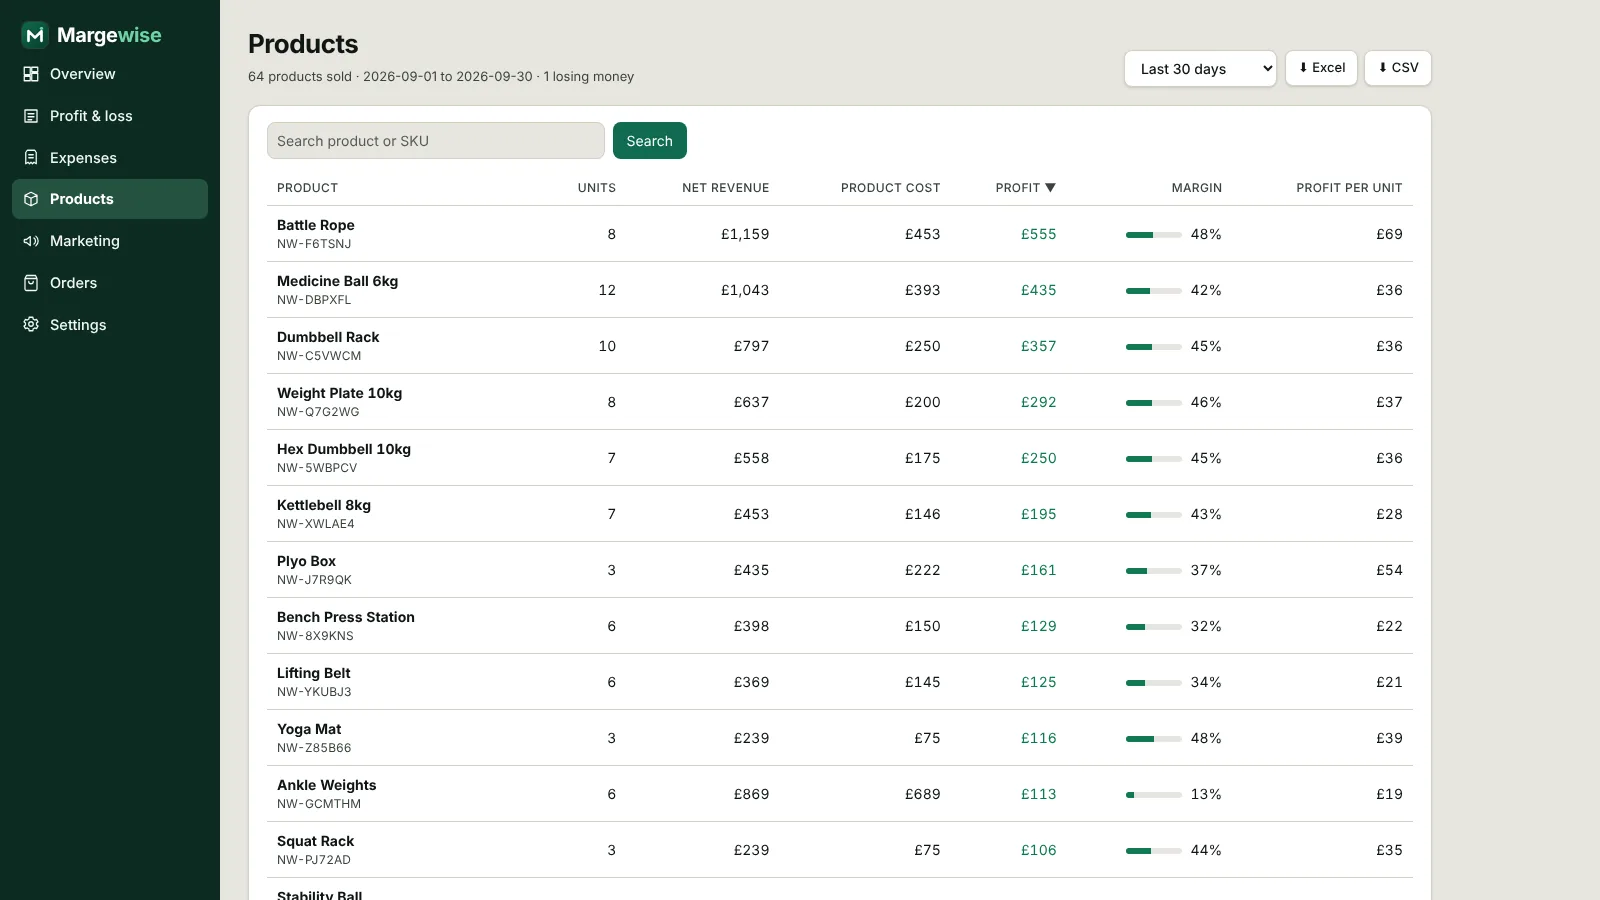 Margewise
Overview
Profit & loss
Expenses
Products
Marketing
Orders
Settings
Products
64 products sold · 2026-09-01 to 2026-09-30 · 1 losing money
Last 30 days
⬇ Excel
⬇ CSV
Search product or SKU
Search
PRODUCT UNITS NET REVENUE PRODUCT COST PROFIT ▼ MARGIN PROFIT PER UNIT
Battle Rope
NW-F6TSNJ
8 £1,159 £453 £555 48% £69
Medicine Ball 6kg
NW-DBPXFL
12 £1,043 £393 £435 42% £36
Dumbbell Rack
NW-C5VWCM
10 £797 £250 £357 45% £36
Weight Plate 10kg
NW-Q7G2WG
8 £637 £200 £292 46% £37
Hex Dumbbell 10kg
NW-5WBPCV
7 £558 £175 £250 45% £36
Kettlebell 8kg
NW-XWLAE4
7 £453 £146 £195 43% £28
Plyo Box
NW-J7R9QK
3 £435 £222 £161 37% £54
Bench Press Station
NW-8X9KNS
6 £398 £150 £129 32% £22
Lifting Belt
NW-YKUBJ3
6 £369 £145 £125 34% £21
Yoga Mat
NW-Z85B66
3 £239 £75 £116 48% £39
Ankle Weights
NW-GCMTHM
6 £869 £689 £113 13% £19
Squat Rack
NW-PJ72AD
3 £239 £75 £106 44% £35
Stability Ball